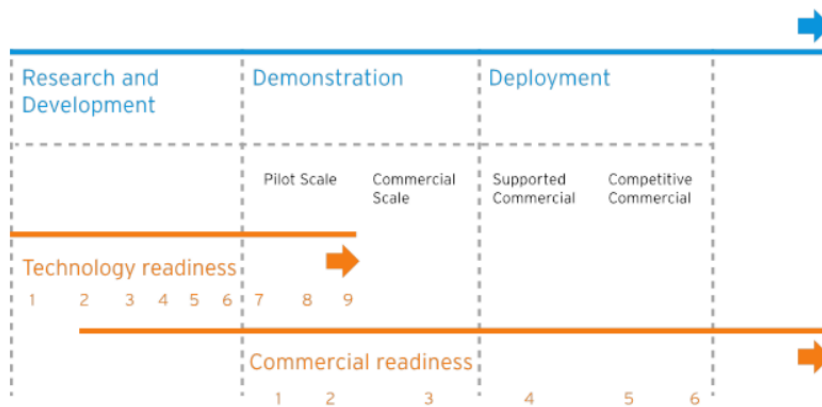 Research and
Development
Demonstration
Deployment
Pilot Scale
Commercial
Scale
Supported
Commercial
Competitive
Commercial
Technology readiness
1 2 3 4 5 6 7 8 9
Commercial readiness
1 2 3 4 5 6